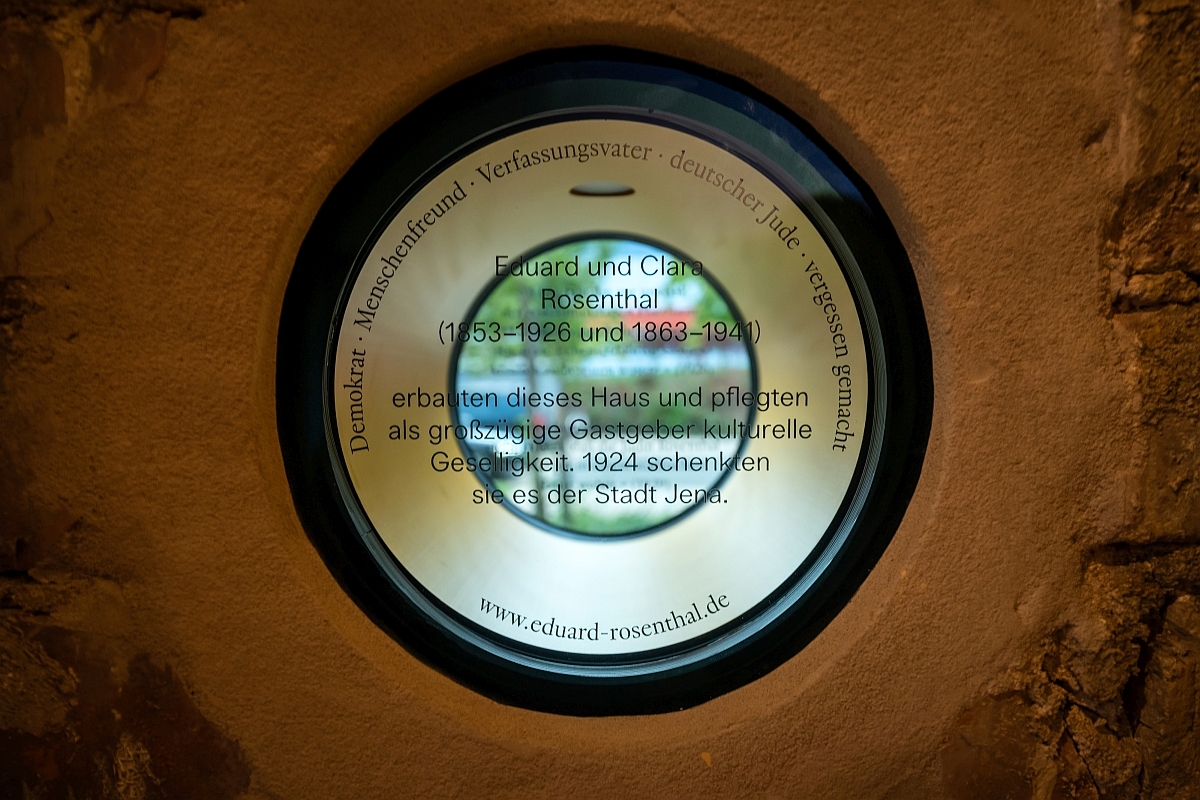 Demokrat · Menschenfreund · Verfassungsvater · deutscher Jude · vergessen gemacht
Eduard und Clara
Rosenthal
(1853–1926 und 1863–1941)
erbauten dieses Haus und pflegten
als großzügige Gastgeber kulturelle
Geselligkeit. 1924 schenkten
sie es der Stadt Jena.
www.eduard-rosenthal.de